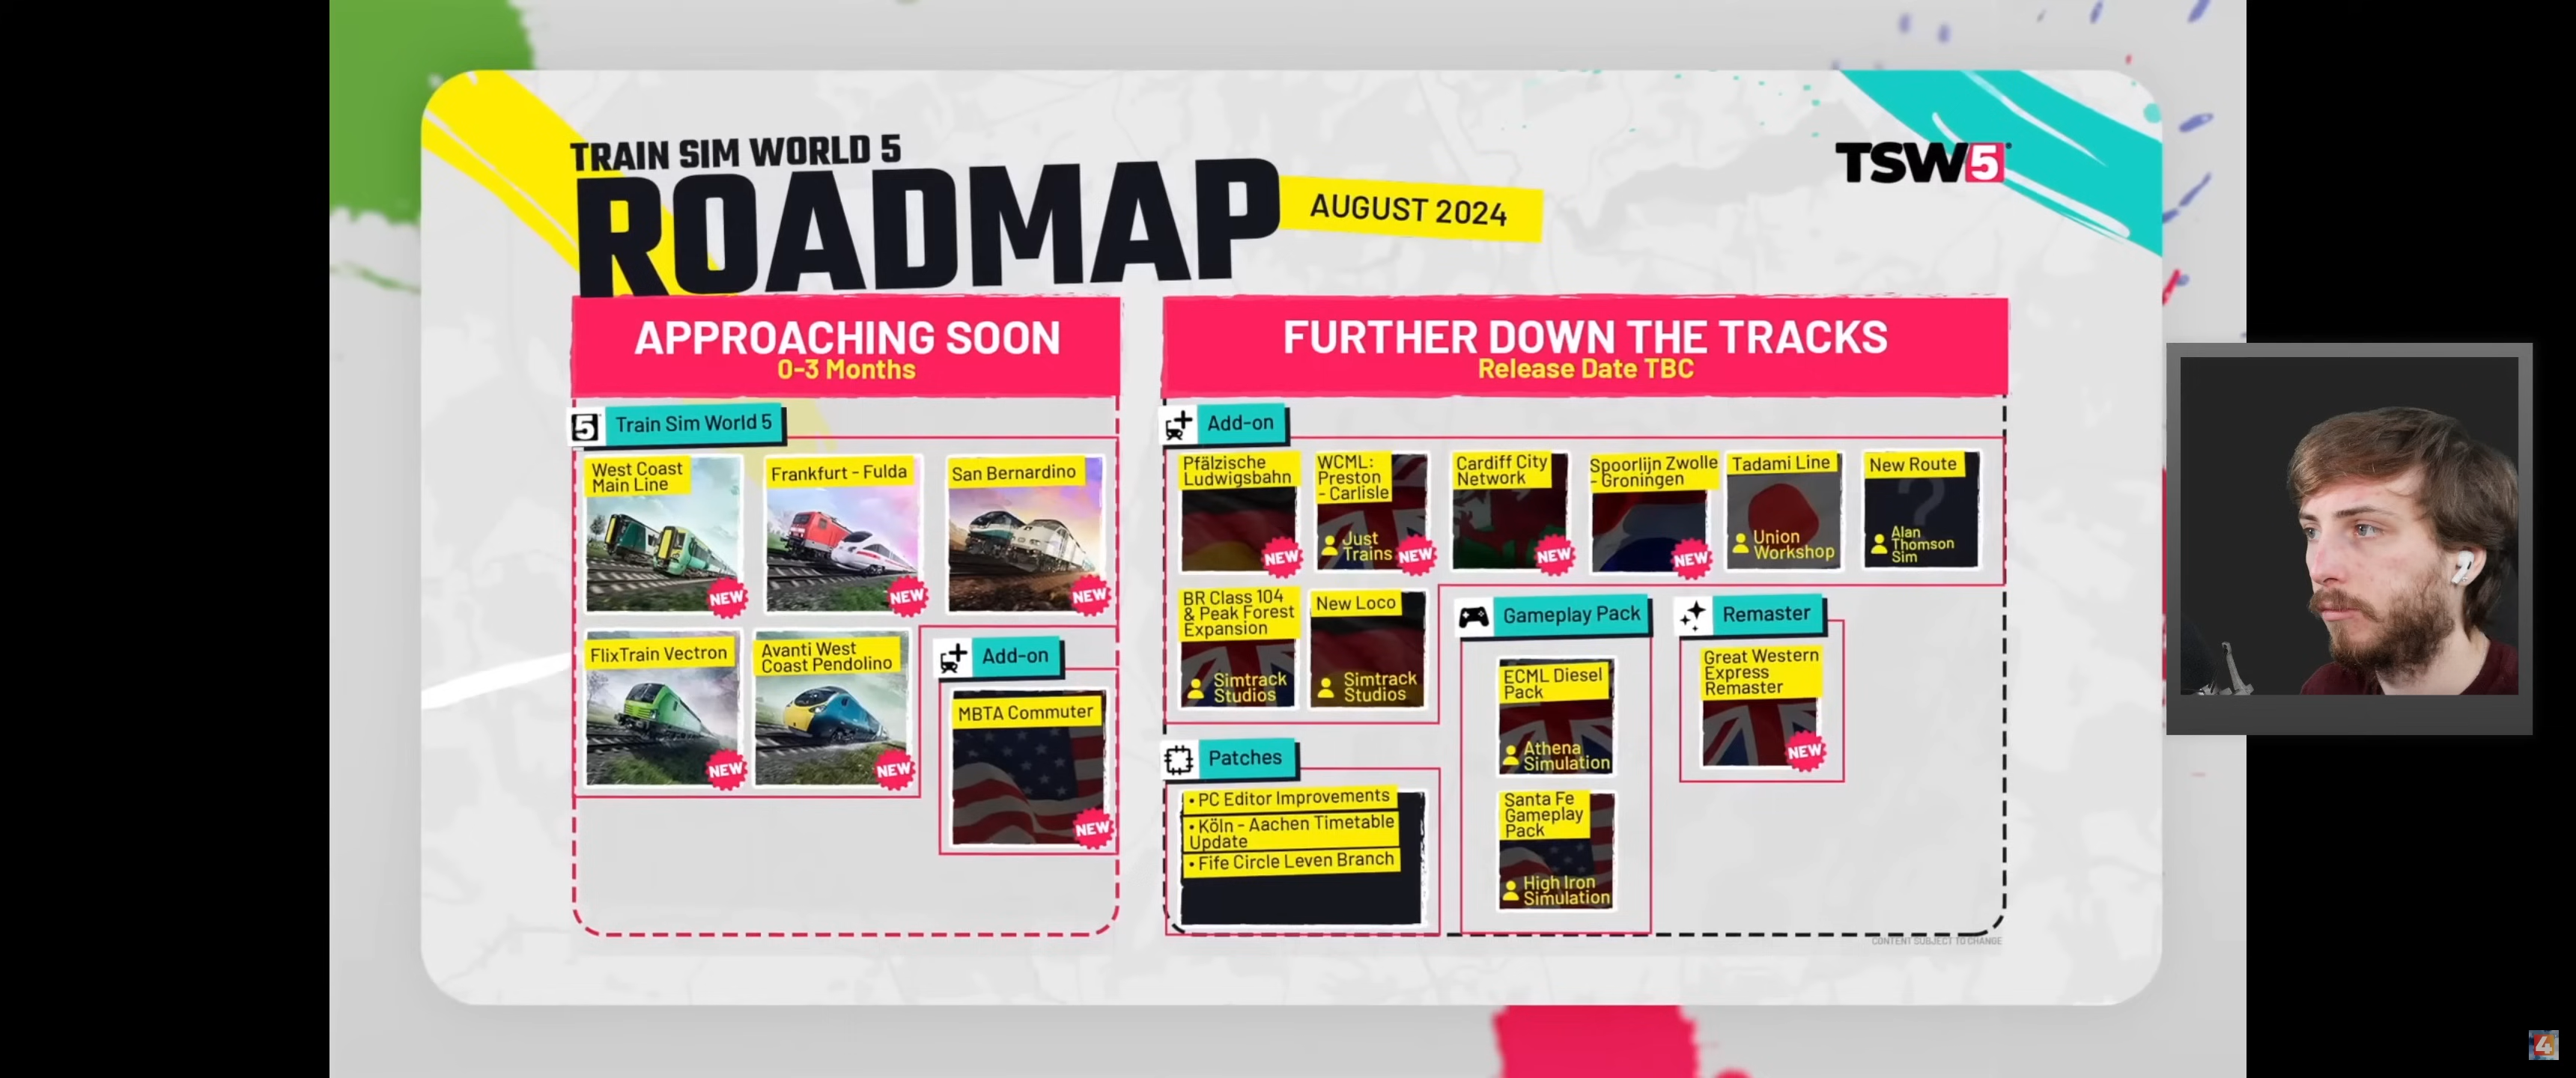 TRAIN SIM WORLD 5
ROADMAP
AUGUST 2024
TSW5
APPROACHING SOON
0-3 Months
5 Train Sim World 5
West Coast
Main Line
NEW
Frankfurt - Fulda
NEW
San Bernardino
NEW
FlixTrain Vectron
NEW
Avanti West
Coast Pendolino
NEW
Add-on
MBTA Commuter
NEW
FURTHER DOWN THE TRACKS
Release Date TBC
Add-on
Pfälzische
Ludwigsbahn
NEW
WCML:
Preston
- Carlisle
Just
Trains
NEW
Cardiff City
Network
NEW
Spoorlijn Zwolle
- Groningen
NEW
Tadami Line
Union
Workshop
New Route
?
Alan
Thomson
Sim
BR Class 104
& Peak Forest
Expansion
Simtrack
Studios
New Loco
Simtrack
Studios
Gameplay Pack
ECML Diesel
Pack
Athena
Simulation
Santa Fe
Gameplay
Pack
High Iron
Simulation
Remaster
Great Western
Express
Remaster
NEW
Patches
• PC Editor Improvements
• Köln - Aachen Timetable
Update
• Fife Circle Leven Branch
CONTENT SUBJECT TO CHANGE
4